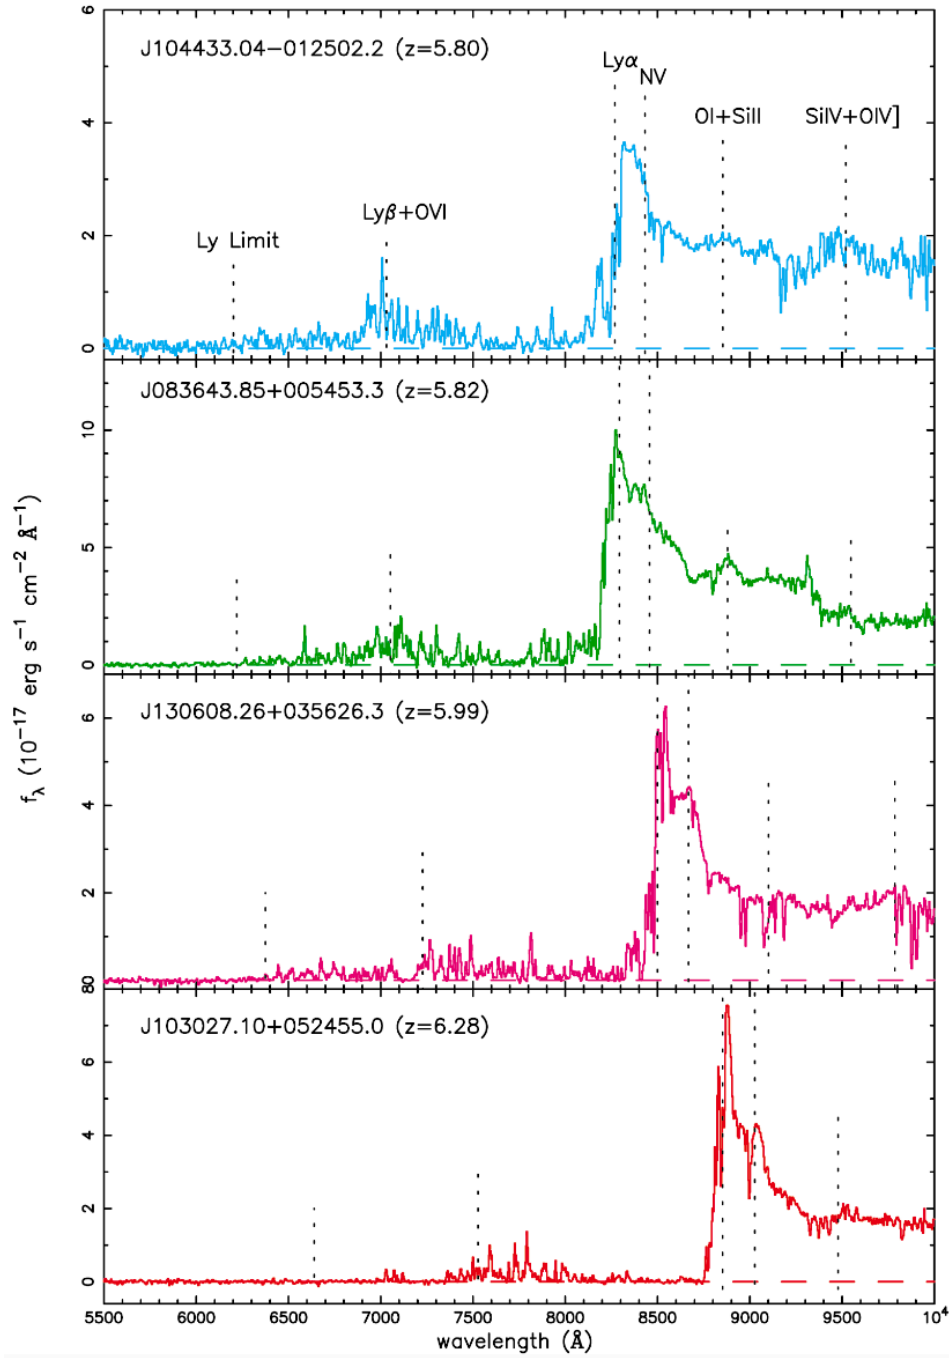 6
J104433.04−012502.2 (z=5.80)
Lyα
NV
OI+SiII
SiIV+OIV]
4
Lyβ+OVI
Ly Limit
2
0
J083643.85+005453.3 (z=5.82)
10
5
0
fλ (10−17 erg s−1 cm−2 Å−1)
J130608.26+035626.3 (z=5.99)
6
4
2
0
8
J103027.10+052455.0 (z=6.28)
6
4
2
0
5500 6000 6500 7000 7500 8000 8500 9000 9500 10⁴
wavelength (Å)